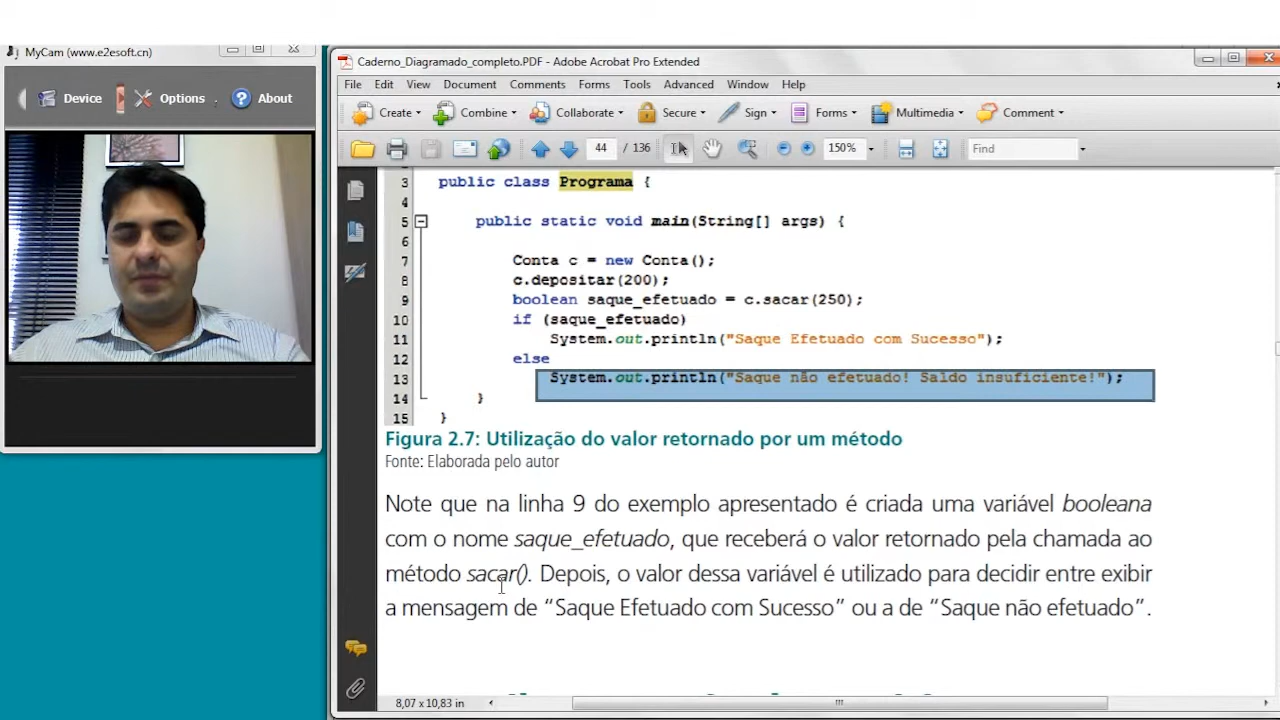 MyCam (www.e2esoft.cn)
Device
Options
About
Caderno_Diagramado_completo.PDF - Adobe Acrobat Pro Extended
File Edit View Document Comments Forms Tools Advanced Window Help
Create Combine Collaborate Secure Sign Forms Multimedia Comment
44 / 136 150% Find
3 public class Programa {
4
5 public static void main(String[] args) {
6
7 Conta c = new Conta();
8 c.depositar(200);
9 boolean saque_efetuado = c.sacar(250);
10 if (saque_efetuado)
11 System.out.println("Saque Efetuado com Sucesso");
12 else
13 System.out.println("Saque não efetuado! Saldo insuficiente!");
14 }
15 }
Figura 2.7: Utilização do valor retornado por um método
Fonte: Elaborada pelo autor
Note que na linha 9 do exemplo apresentado é criada uma variável booleana
com o nome saque_efetuado, que receberá o valor retornado pela chamada ao
método sacar(). Depois, o valor dessa variável é utilizado para decidir entre exibir
a mensagem de “Saque Efetuado com Sucesso” ou a de “Saque não efetuado”.
8,07 x 10,83 in